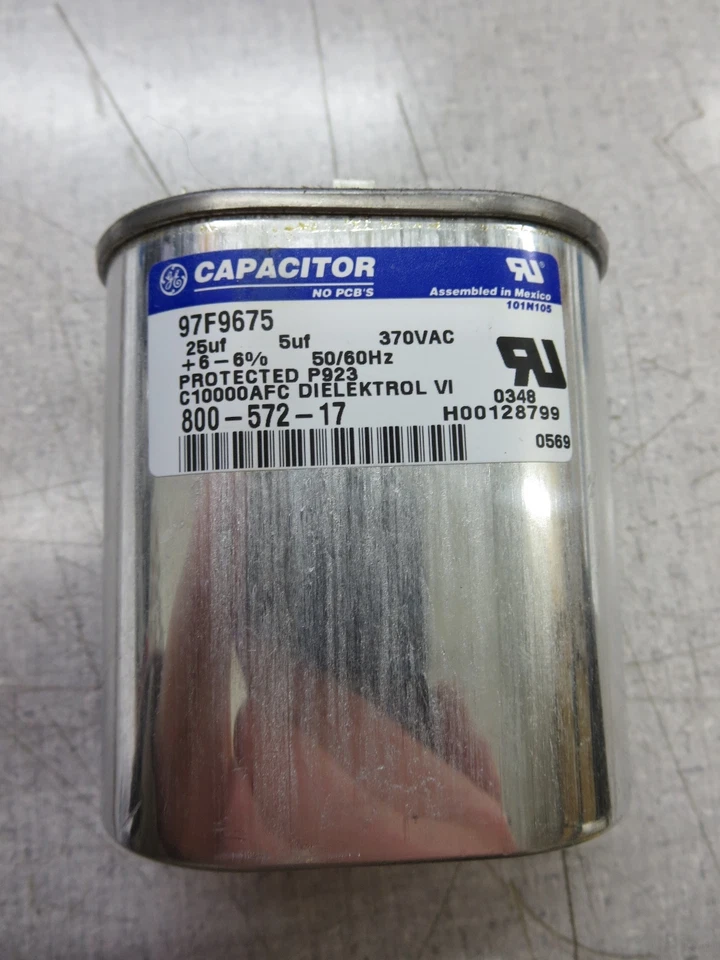 GE CAPACITOR
NO PCB'S
Assembled in Mexico
101N105
97F9675
25uf 5uf 370VAC
+6-6% 50/60Hz
PROTECTED P923
C10000AFC DIELEKTROL VI
0348
800-572-17 H00128799
0569